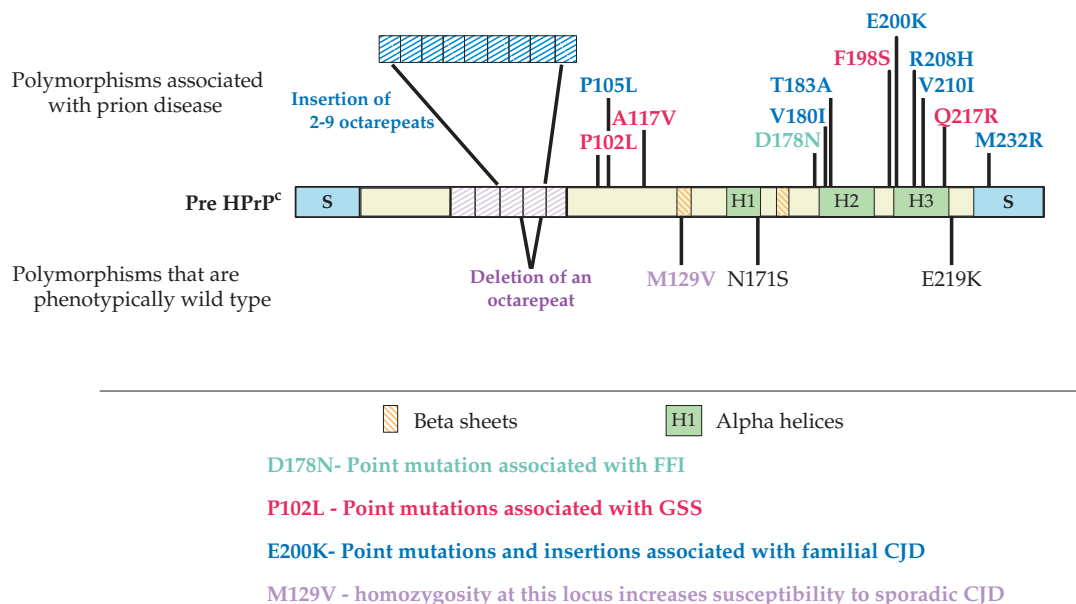 E200K
Polymorphisms associated
with prion disease
F198S
R208H
P105L
T183A
V210I
Insertion of
2-9 octarepeats
A117V
V180I
Q217R
P102L
D178N
M232R
Pre HPrPᶜ
S
H1
H2
H3
S
Polymorphisms that are
phenotypically wild type
Deletion of an
octarepeat
M129V
N171S
E219K
Beta sheets
H1
Alpha helices
D178N- Point mutation associated with FFI
P102L - Point mutations associated with GSS
E200K- Point mutations and insertions associated with familial CJD
M129V - homozygosity at this locus increases susceptibility to sporadic CJD